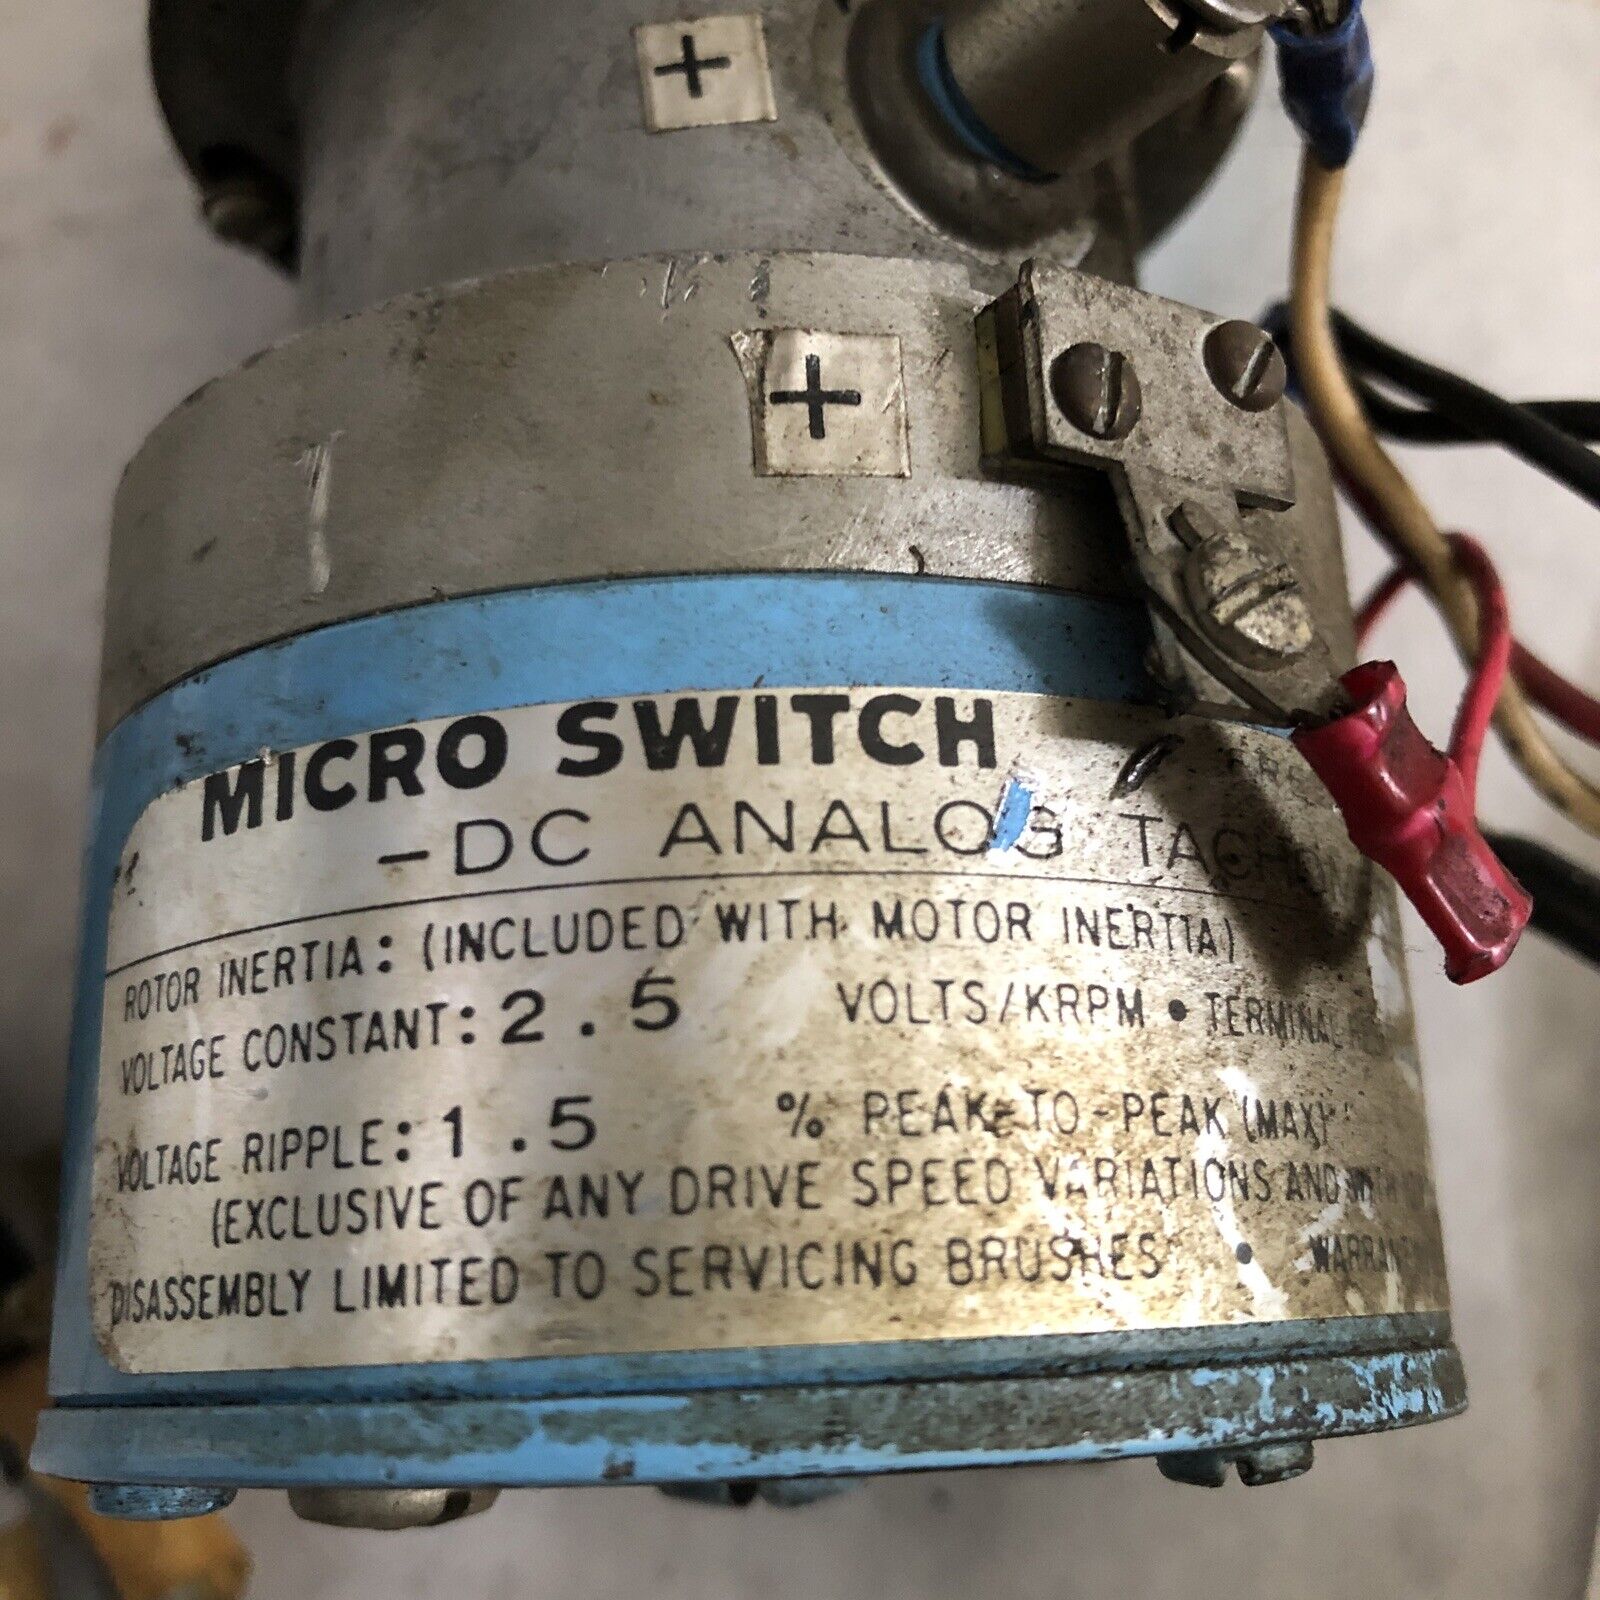 +
+
MICRO SWITCH
-DC ANALOG
ROTOR INERTIA: (INCLUDED WITH MOTOR INERTIA)
VOLTAGE CONSTANT: 2.5 VOLTS/KRPM • TERMINAL
VOLTAGE RIPPLE: 1.5 % PEAK-TO-PEAK (MAX)
(EXCLUSIVE OF ANY DRIVE SPEED VARIATIONS AND
DISASSEMBLY LIMITED TO SERVICING BRUSHES •